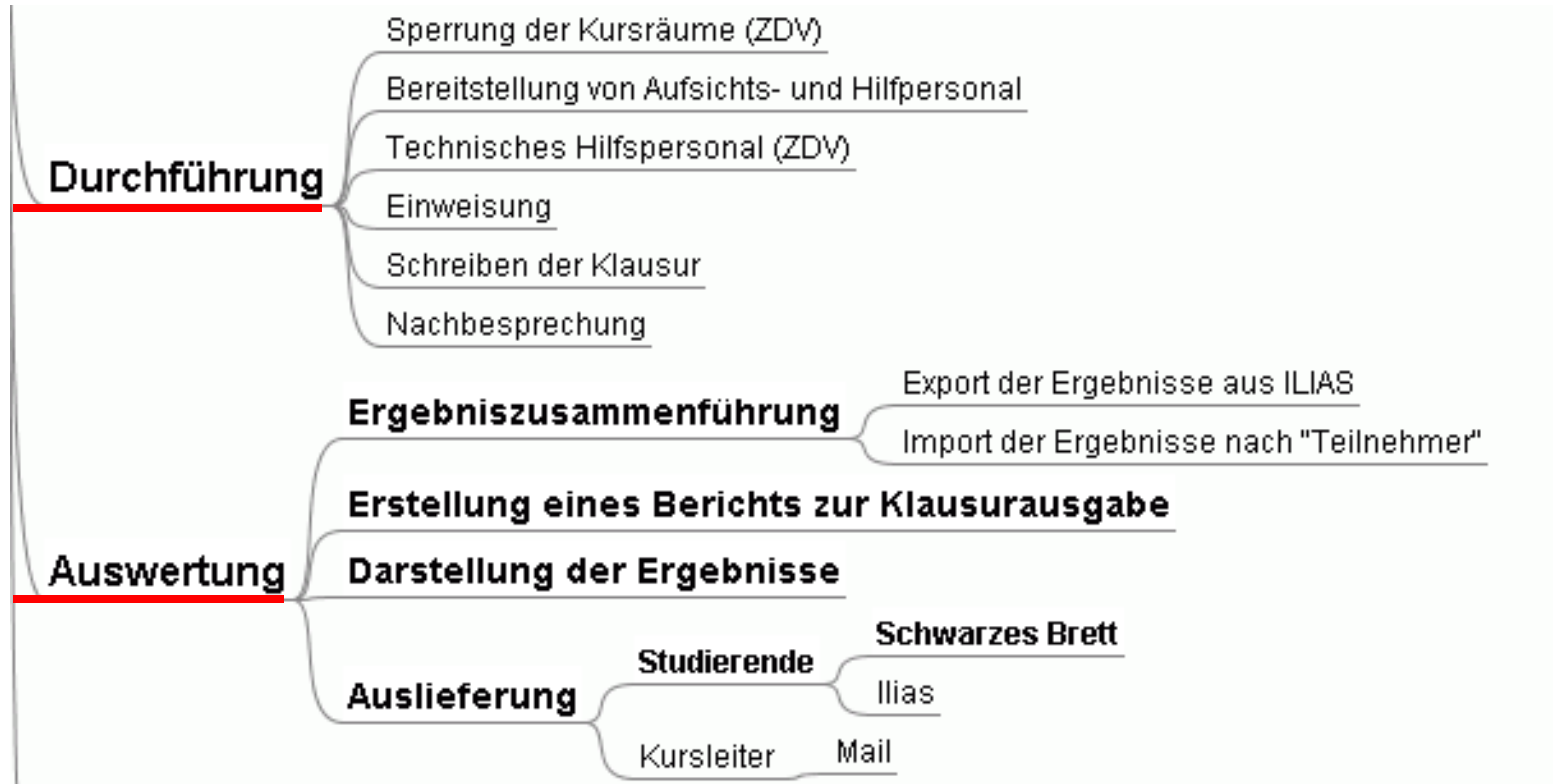 Durchführung
Sperrung der Kursräume (ZDV)
Bereitstellung von Aufsichts- und Hilfpersonal
Technisches Hilfspersonal (ZDV)
Einweisung
Schreiben der Klausur
Nachbesprechung
Auswertung
Ergebniszusammenführung
Export der Ergebnisse aus ILIAS
Import der Ergebnisse nach "Teilnehmer"
Erstellung eines Berichts zur Klausurausgabe
Darstellung der Ergebnisse
Auslieferung
Studierende
Schwarzes Brett
Ilias
Kursleiter
Mail